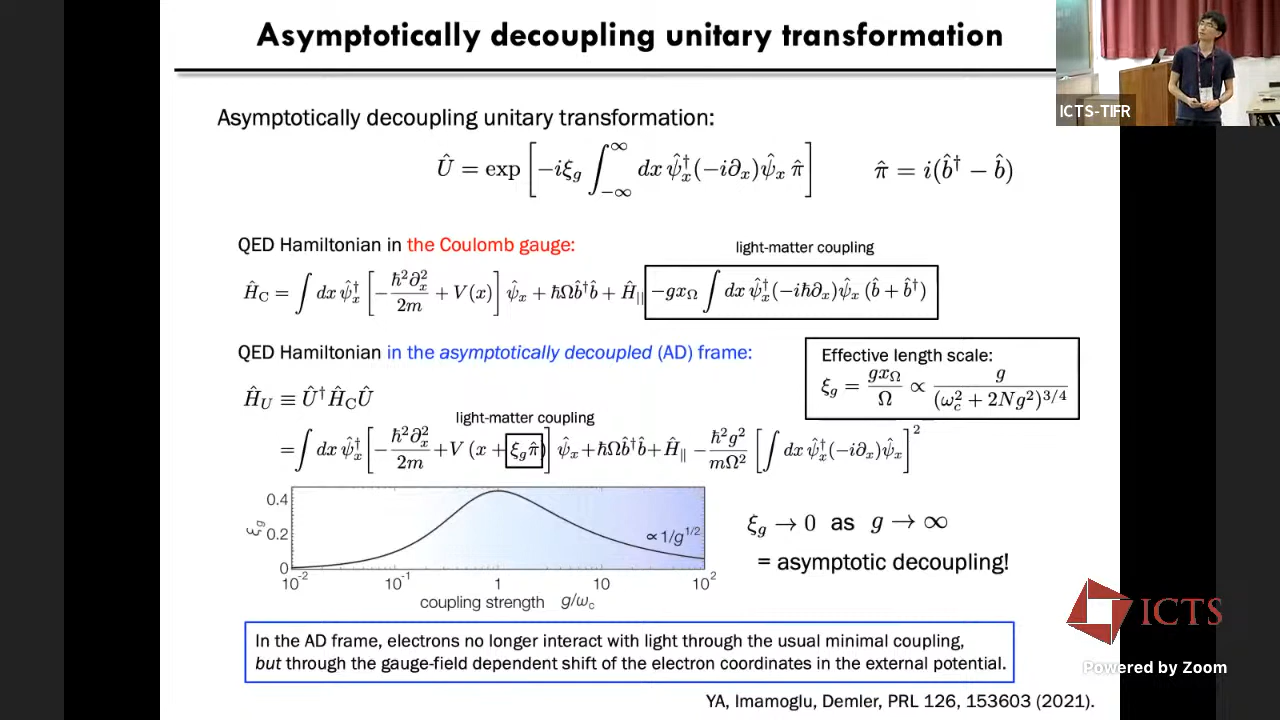 Asymptotically decoupling unitary transformation
ICTS-TIFR
Asymptotically decoupling unitary transformation:
Û = exp[−iξ_g ∫_{−∞}^{∞} dx ψ̂†_x(−i∂_x)ψ̂_x π̂] π̂ = i(b̂† − b̂)
QED Hamiltonian in the Coulomb gauge:
light-matter coupling
Ĥ_C = ∫ dx ψ̂†_x [−ħ²∂²_x/2m + V(x)] ψ̂_x + ħΩb̂†b̂ + Ĥ_|| −gx_Ω ∫ dx ψ̂†_x(−iħ∂_x)ψ̂_x (b̂ + b̂†)
QED Hamiltonian in the asymptotically decoupled (AD) frame:
Effective length scale:
ξ_g = gx_Ω/Ω ∝ g/(ω_c² + 2Ng²)^{3/4}
Ĥ_U ≡ Û†Ĥ_CÛ
light-matter coupling
= ∫ dx ψ̂†_x [−ħ²∂²_x/2m + V (x + ξ_gπ̂)] ψ̂_x + ħΩb̂†b̂ + Ĥ_|| − ħ²g²/mΩ² [∫ dx ψ̂†_x(−i∂_x)ψ̂_x]²
ξ_g
0.4
0.2
0
∝1/g^{1/2}
10^{-2} 10^{-1} 1 10 10^2
coupling strength g/ω_c
ξ_g → 0 as g → ∞
= asymptotic decoupling!
In the AD frame, electrons no longer interact with light through the usual minimal coupling,
but through the gauge-field dependent shift of the electron coordinates in the external potential.
YA, Imamoglu, Demler, PRL 126, 153603 (2021).
ICTS
Powered by Zoom